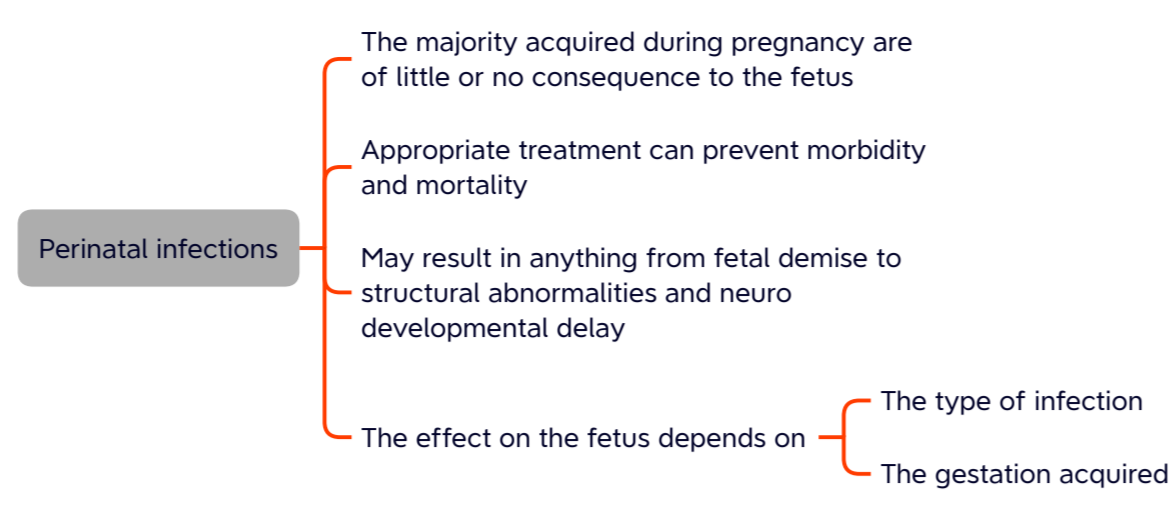 The majority acquired during pregnancy are
of little or no consequence to the fetus
Appropriate treatment can prevent morbidity
and mortality
Perinatal infections
May result in anything from fetal demise to
structural abnormalities and neuro
developmental delay
The effect on the fetus depends on
The type of infection
The gestation acquired